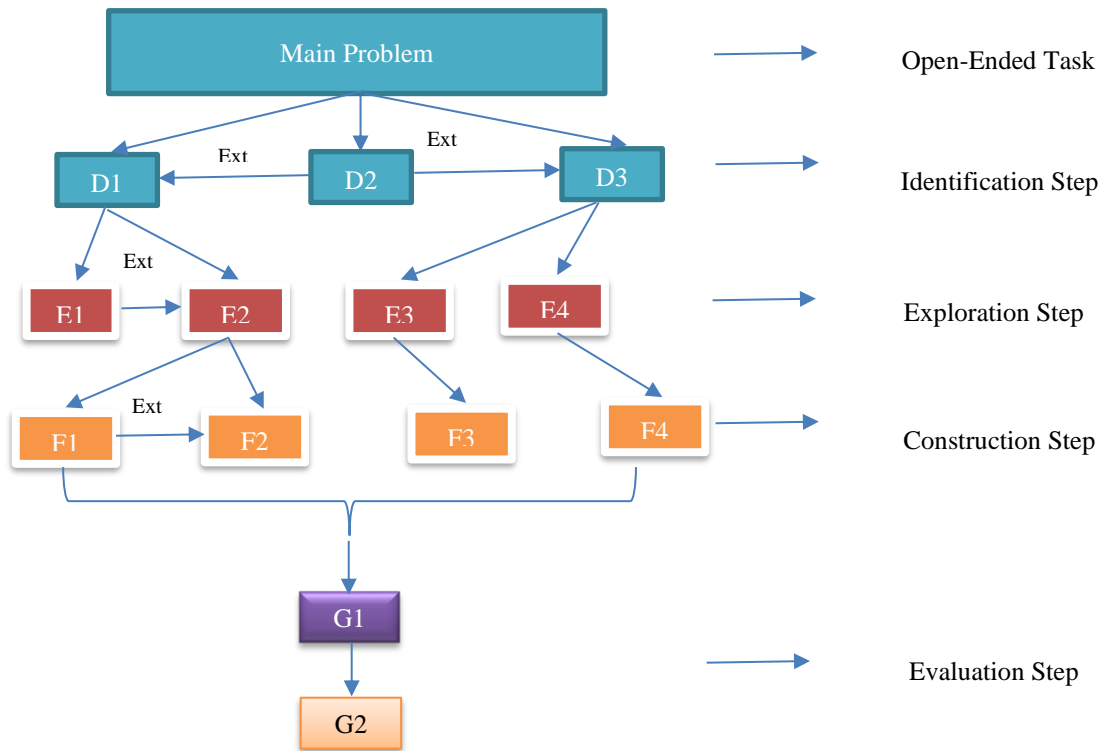 Main Problem
Open-Ended Task
Ext
Ext
D1
D2
D3
Identification Step
Ext
E1
E2
E3
E4
Exploration Step
Ext
F1
F2
F3
F4
Construction Step
G1
Evaluation Step
G2